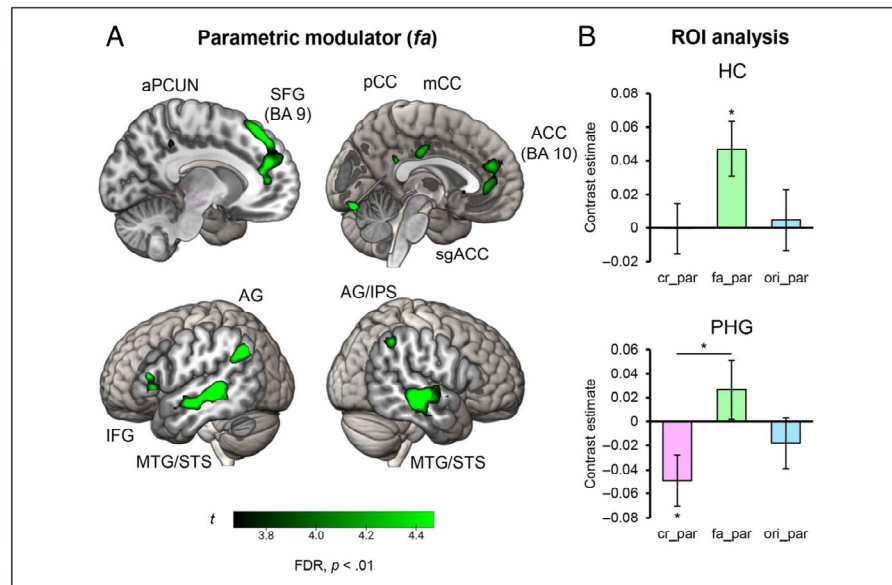 A
Parametric modulator (fa)
aPCUN
SFG
(BA 9)
pCC
mCC
ACC
(BA 10)
sgACC
AG
AG/IPS
IFG
MTG/STS
MTG/STS
t
3.8
4.0
4.2
4.4
FDR, p < .01
B
ROI analysis
HC
Contrast estimate
0.08
0.06
0.04
0.02
0
–0.02
*
cr_par
fa_par
ori_par
PHG
Contrast estimate
0.06
0.04
0.02
0
–0.02
–0.04
–0.06
–0.08
*
*
cr_par
fa_par
ori_par